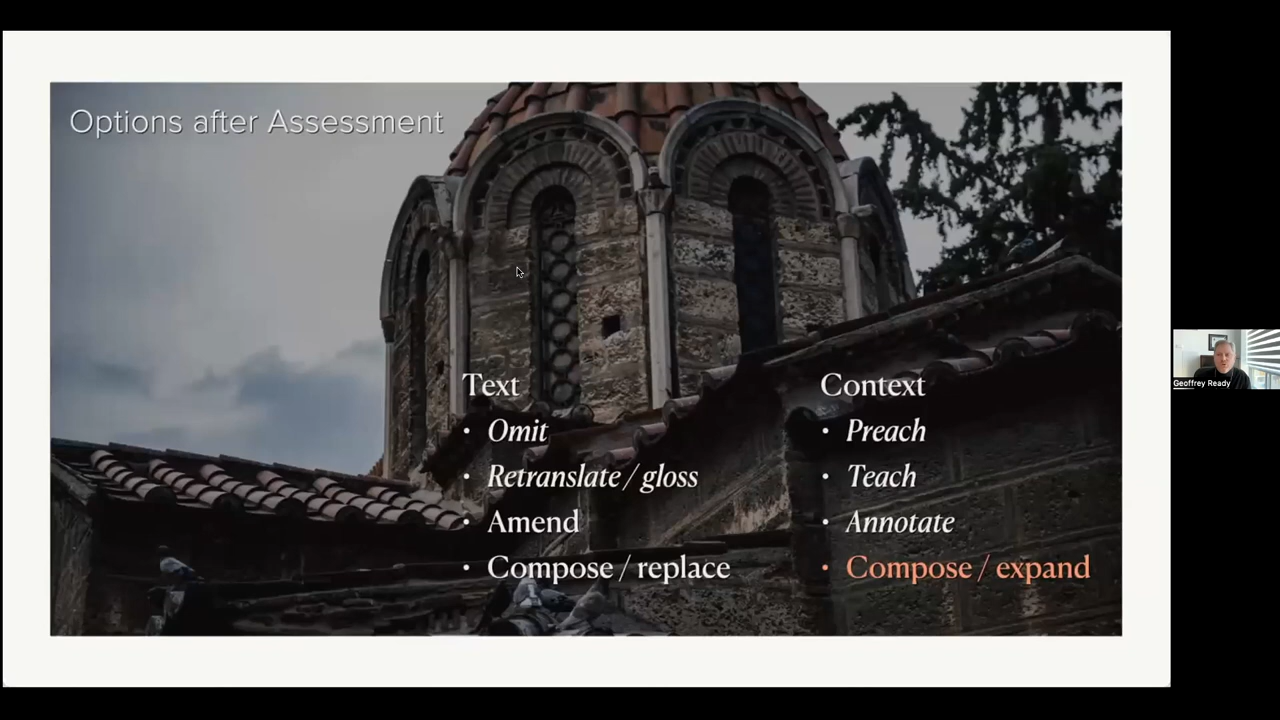 Options after Assessment
Text
• Omit
• Retranslate / gloss
• Amend
• Compose / replace
Context
• Preach
• Teach
• Annotate
• Compose / expand
Geoffrey Ready